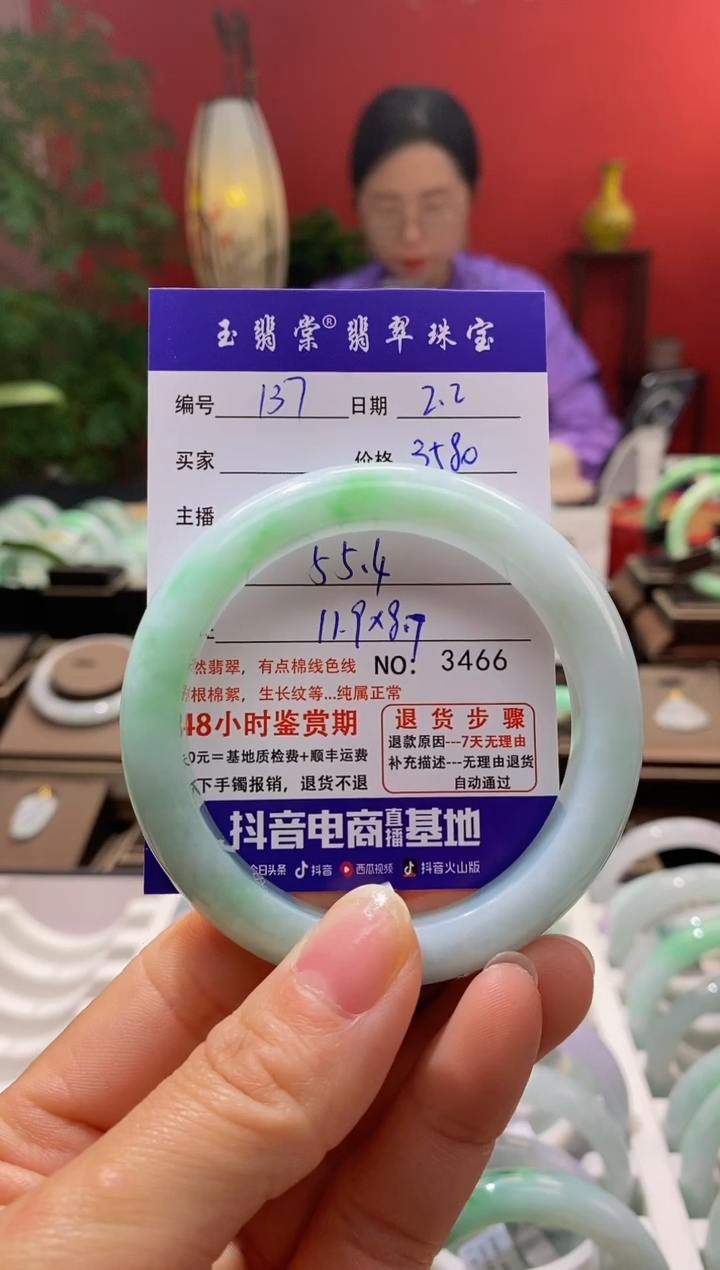 玉翡棠®翡翠珠宝
编号 137 日期 2.2
买家 价格 3580
主播
55.4
11.9×8.7
然翡翠，有点棉线色线 NO： 3466
根棉絮，生长纹等...纯属正常
48小时鉴赏期
0元＝基地质检费+顺丰运费
下手镯报销，退货不退
退货步骤
退款原因---7天无理由
补充描述---无理由退货
自动通过
抖音电商直播基地
今日头条 抖音 西瓜视频 抖音火山版